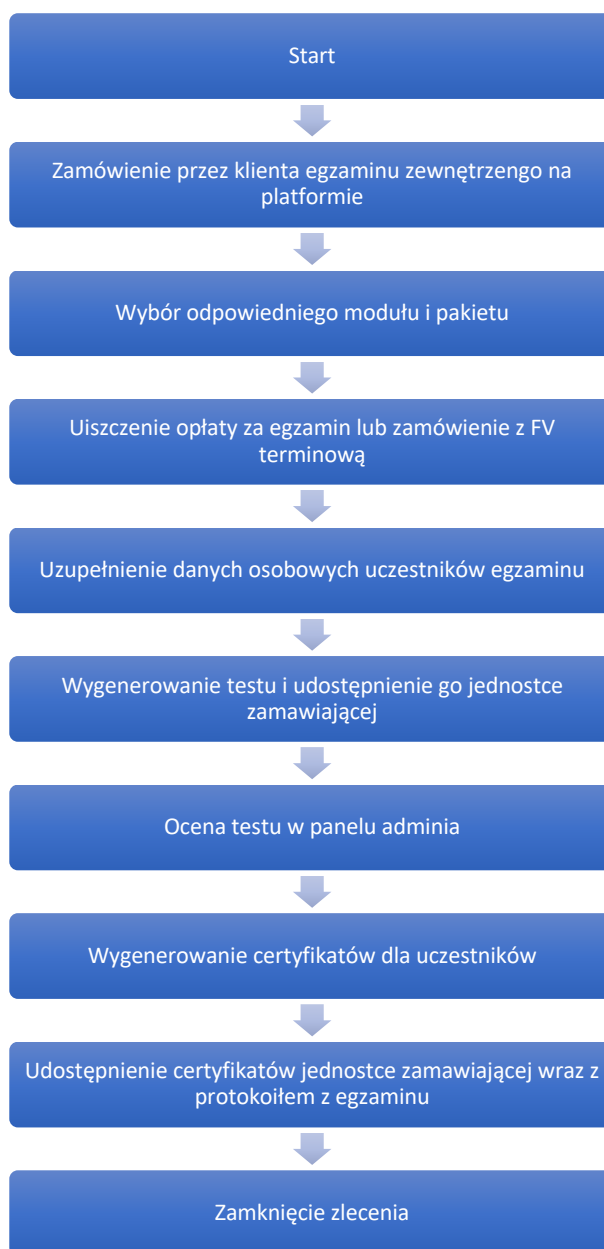 Start
Zamówienie przez klienta egzaminu zewnętrzengo na
platformie
Wybór odpowiedniego modułu i pakietu
Uiszczenie opłaty za egzamin lub zamówienie z FV
terminową
Uzupełnienie danych osobowych uczestników egzaminu
Wygenerowanie testu i udostępnienie go jednostce
zamawiającej
Ocena testu w panelu adminia
Wygenerowanie certyfikatów dla uczestników
Udostępnienie certyfikatów jednostce zamawiającej wraz z
protokoiłem z egzaminu
Zamknięcie zlecenia